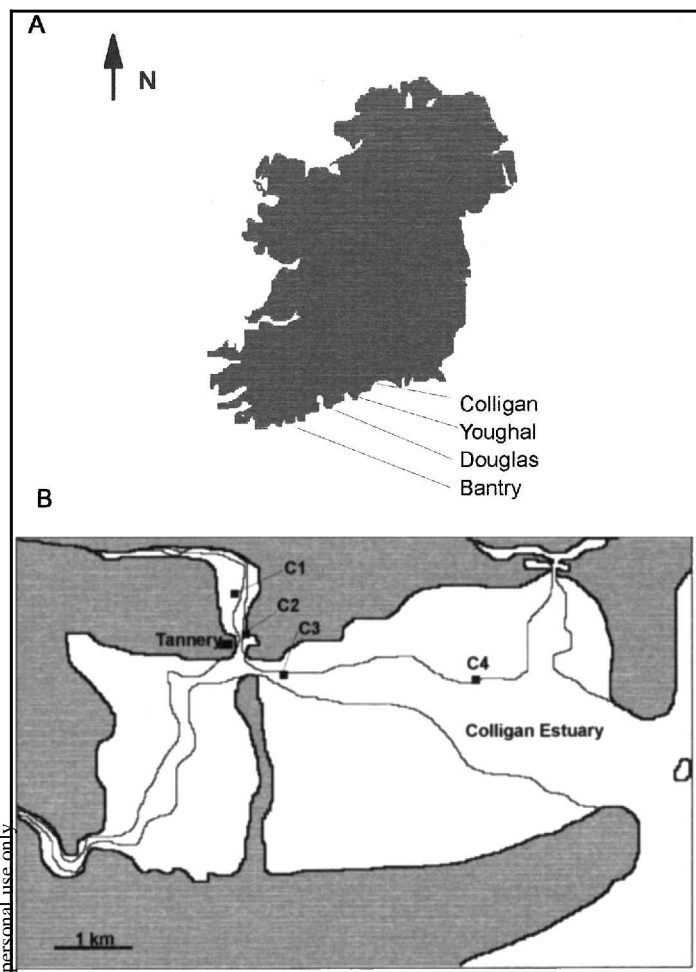 A
N
Colligan
Youghal
Douglas
Bantry
B
C1
C2
Tannery
C3
C4
Colligan Estuary
1 km
personal use only